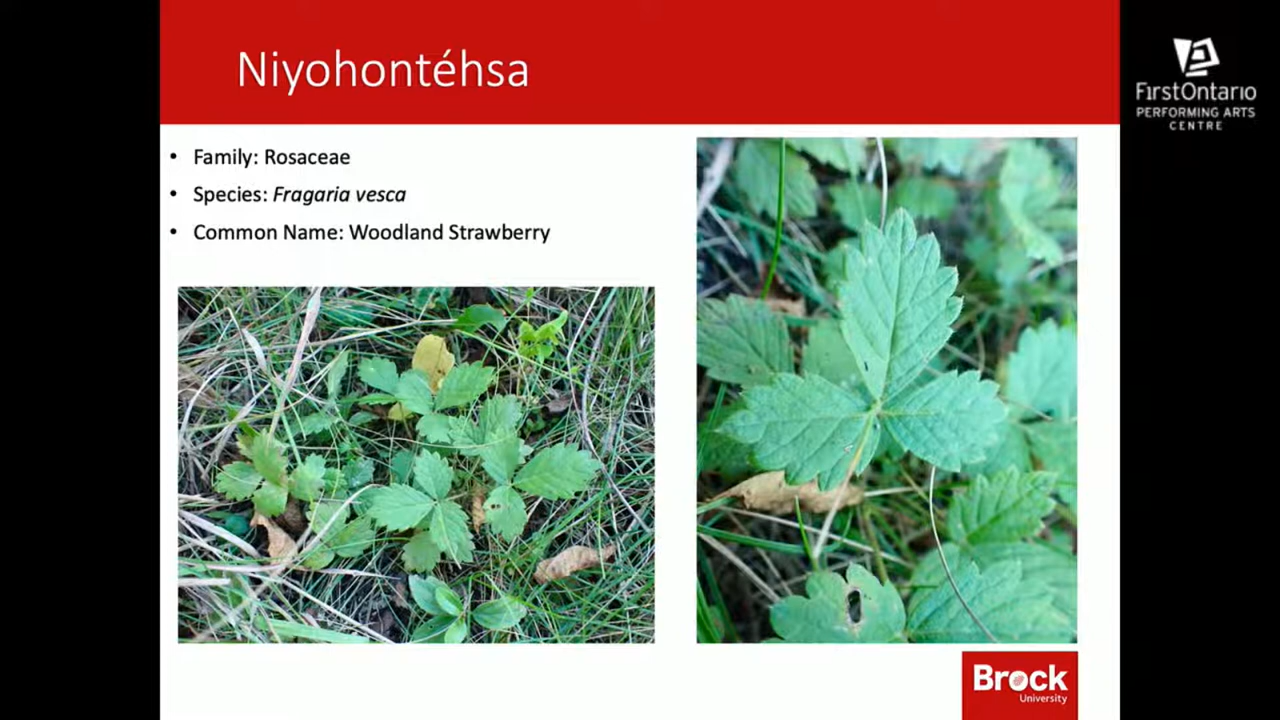 Niyohontéhsa
• Family: Rosaceae
• Species: Fragaria vesca
• Common Name: Woodland Strawberry
FirstOntario
PERFORMING ARTS
CENTRE
Brock
University